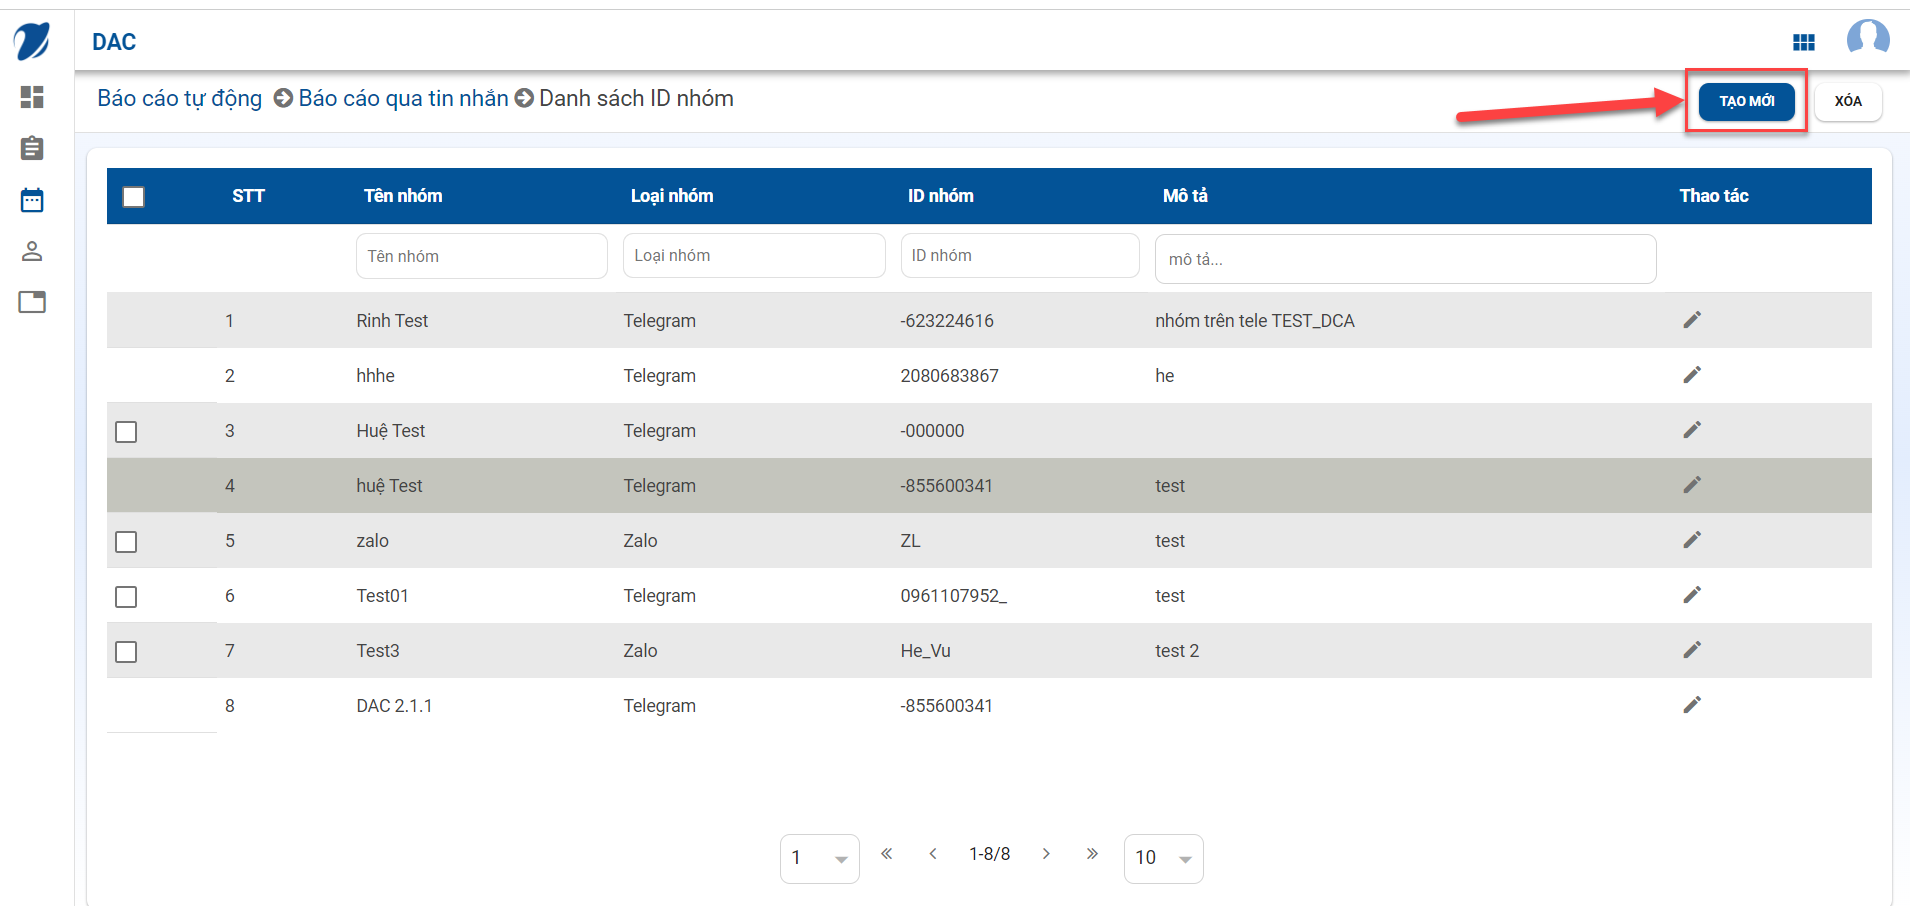 DAC
Báo cáo tự động Báo cáo qua tin nhắn Danh sách ID nhóm TẠO MỚI XÓA
STT Tên nhóm Loại nhóm ID nhóm Mô tả Thao tác
Tên nhóm Loại nhóm ID nhóm mô tả...
1 Rinh Test Telegram -623224616 nhóm trên tele TEST_DCA
2 hhhe Telegram 2080683867 he
3 Huệ Test Telegram -000000
4 huệ Test Telegram -855600341 test
5 zalo Zalo ZL test
6 Test01 Telegram 0961107952_ test
7 Test3 Zalo He_Vu test 2
8 DAC 2.1.1 Telegram -855600341
1 « ‹ 1-8/8 › » 10